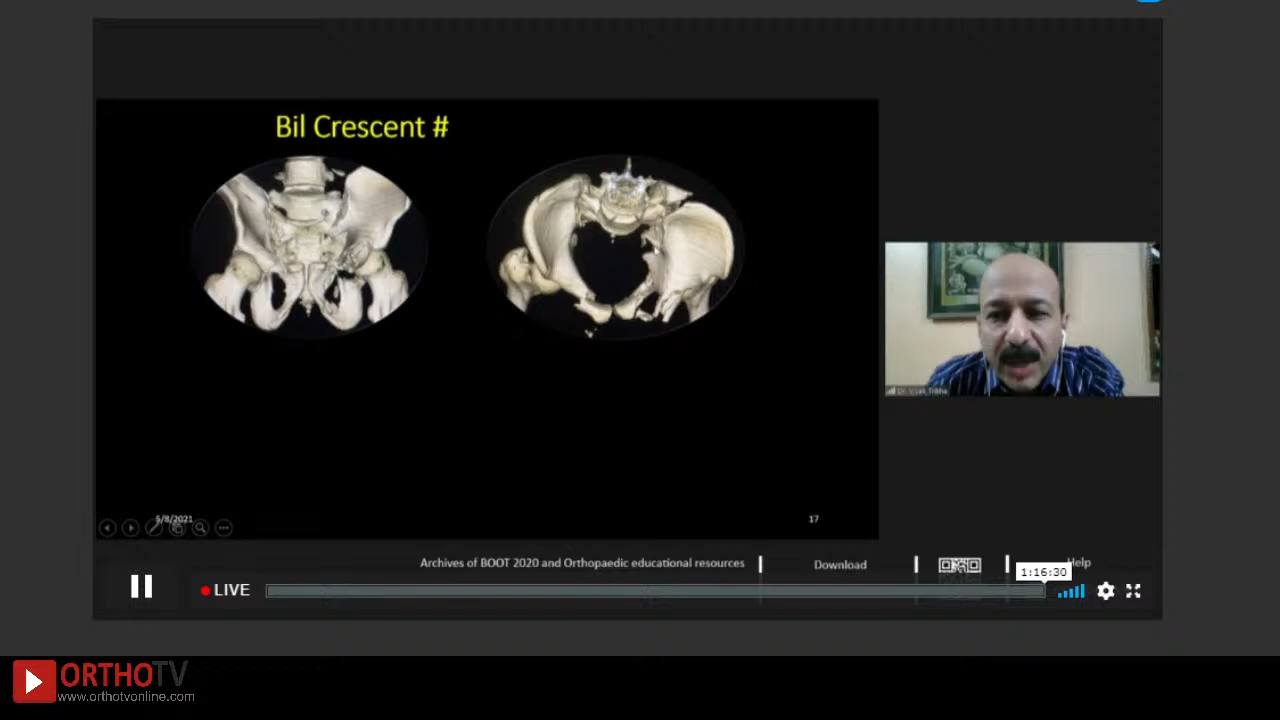 Bil Crescent #
5/8/2021
17
Archives of BOOT 2020 and Orthopaedic educational resources
Download
Help
1:16:30
LIVE
ORTHOTV
www.orthotvonline.com